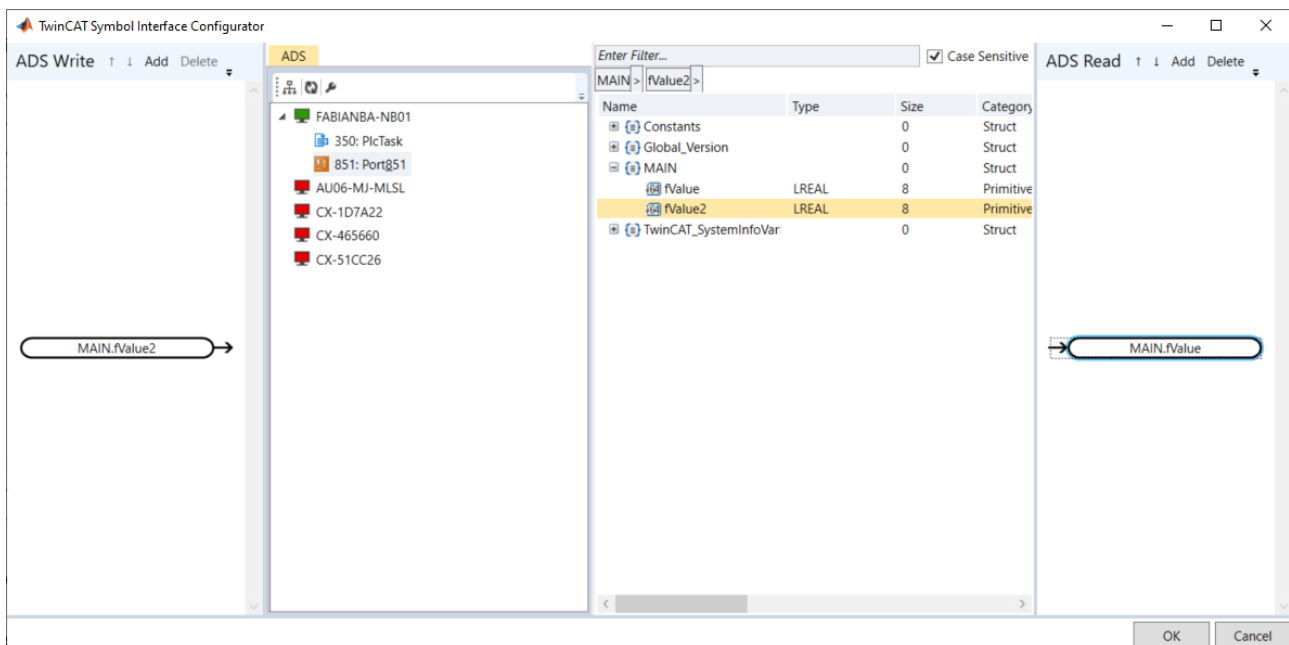 TwinCAT Symbol Interface Configurator
ADS Write ↑ ↓ Add Delete
ADS
FABIANBA-NB01
350: PlcTask
851: Port851
AU06-MJ-MLSL
CX-1D7A22
CX-465660
CX-51CC26
Enter Filter...
Case Sensitive
MAIN > fValue2 >
Name Type Size Category
Constants 0 Struct
Global_Version 0 Struct
MAIN 0 Struct
fValue LREAL 8 Primitive
fValue2 LREAL 8 Primitive
TwinCAT_SystemInfoVar 0 Struct
ADS Read ↑ ↓ Add Delete
MAIN.fValue2
MAIN.fValue
OK Cancel